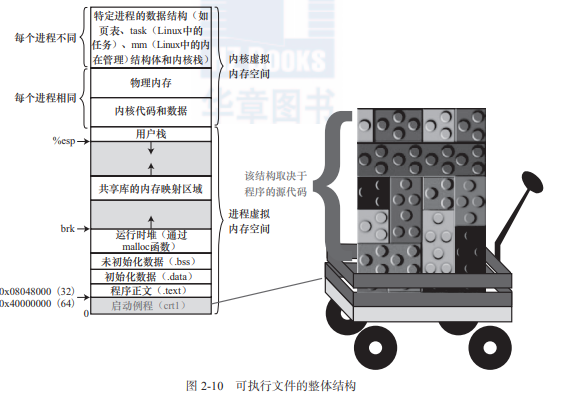 特定进程的数据结构（如
页表、task（Linux中的
任务）、mm（Linux中的内
存管理）结构体和内核栈）
每个进程不同
物理内存
内核虚拟
内存空间
每个进程相同
内核代码和数据
用户栈
%esp
共享库的内存映射区域
进程虚拟
内存空间
brk
运行时堆（通过
malloc函数）
未初始化数据（.bss）
初始化数据（.data）
0x08048000（32）
程序正文（.text）
0x40000000（64）
启动例程（crt1）
0
该结构取决于
程序的源代码
华章图书
图 2-10 可执行文件的整体结构